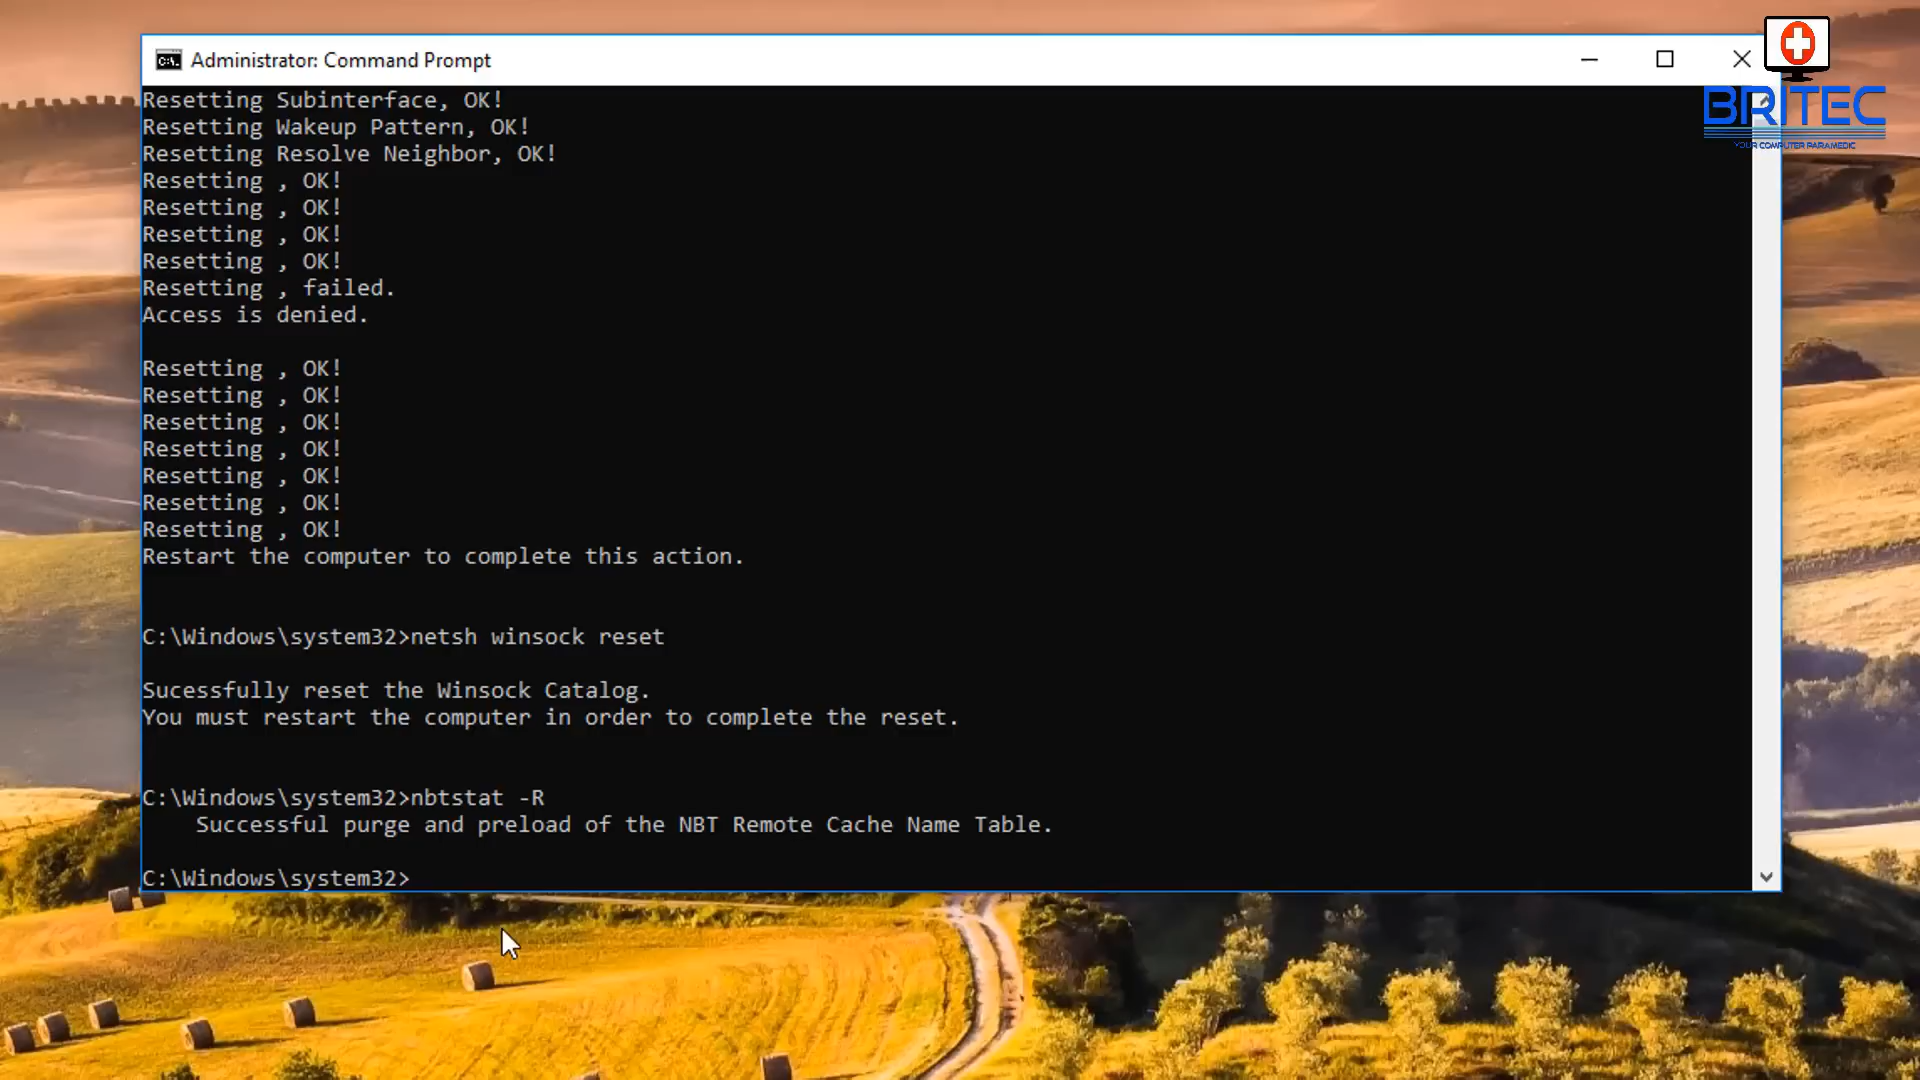 Administrator: Command Prompt
BRITEC
YOUR COMPUTER PARAMEDIC
Resetting Subinterface, OK!
Resetting Wakeup Pattern, OK!
Resetting Resolve Neighbor, OK!
Resetting , OK!
Resetting , OK!
Resetting , OK!
Resetting , OK!
Resetting , failed.
Access is denied.
Resetting , OK!
Resetting , OK!
Resetting , OK!
Resetting , OK!
Resetting , OK!
Resetting , OK!
Resetting , OK!
Restart the computer to complete this action.
C:\Windows\system32>netsh winsock reset
Sucessfully reset the Winsock Catalog.
You must restart the computer in order to complete the reset.
C:\Windows\system32>nbtstat -R
Successful purge and preload of the NBT Remote Cache Name Table.
C:\Windows\system32>